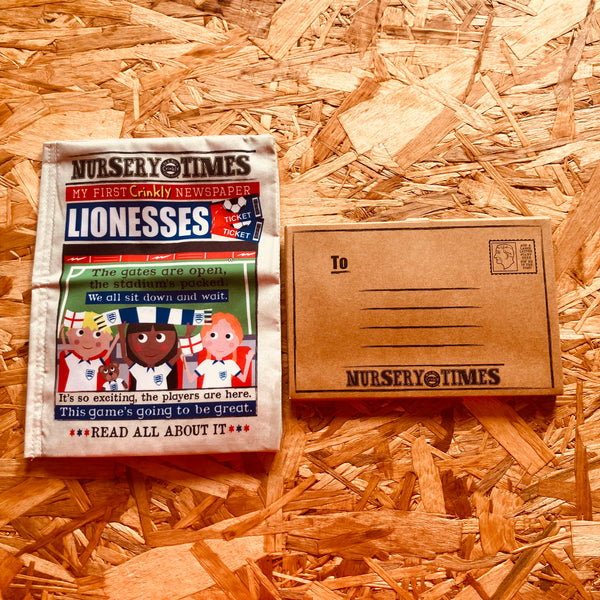 NURSERY TIMES
MY FIRST Crinkly NEWSPAPER
LIONESSES
TICKET
TICKET
The gates are open,
the stadium's packed.
We all sit down and wait.
It's so exciting, the players are here.
This game's going to be great.
READ ALL ABOUT IT
To
NURSERY TIMES